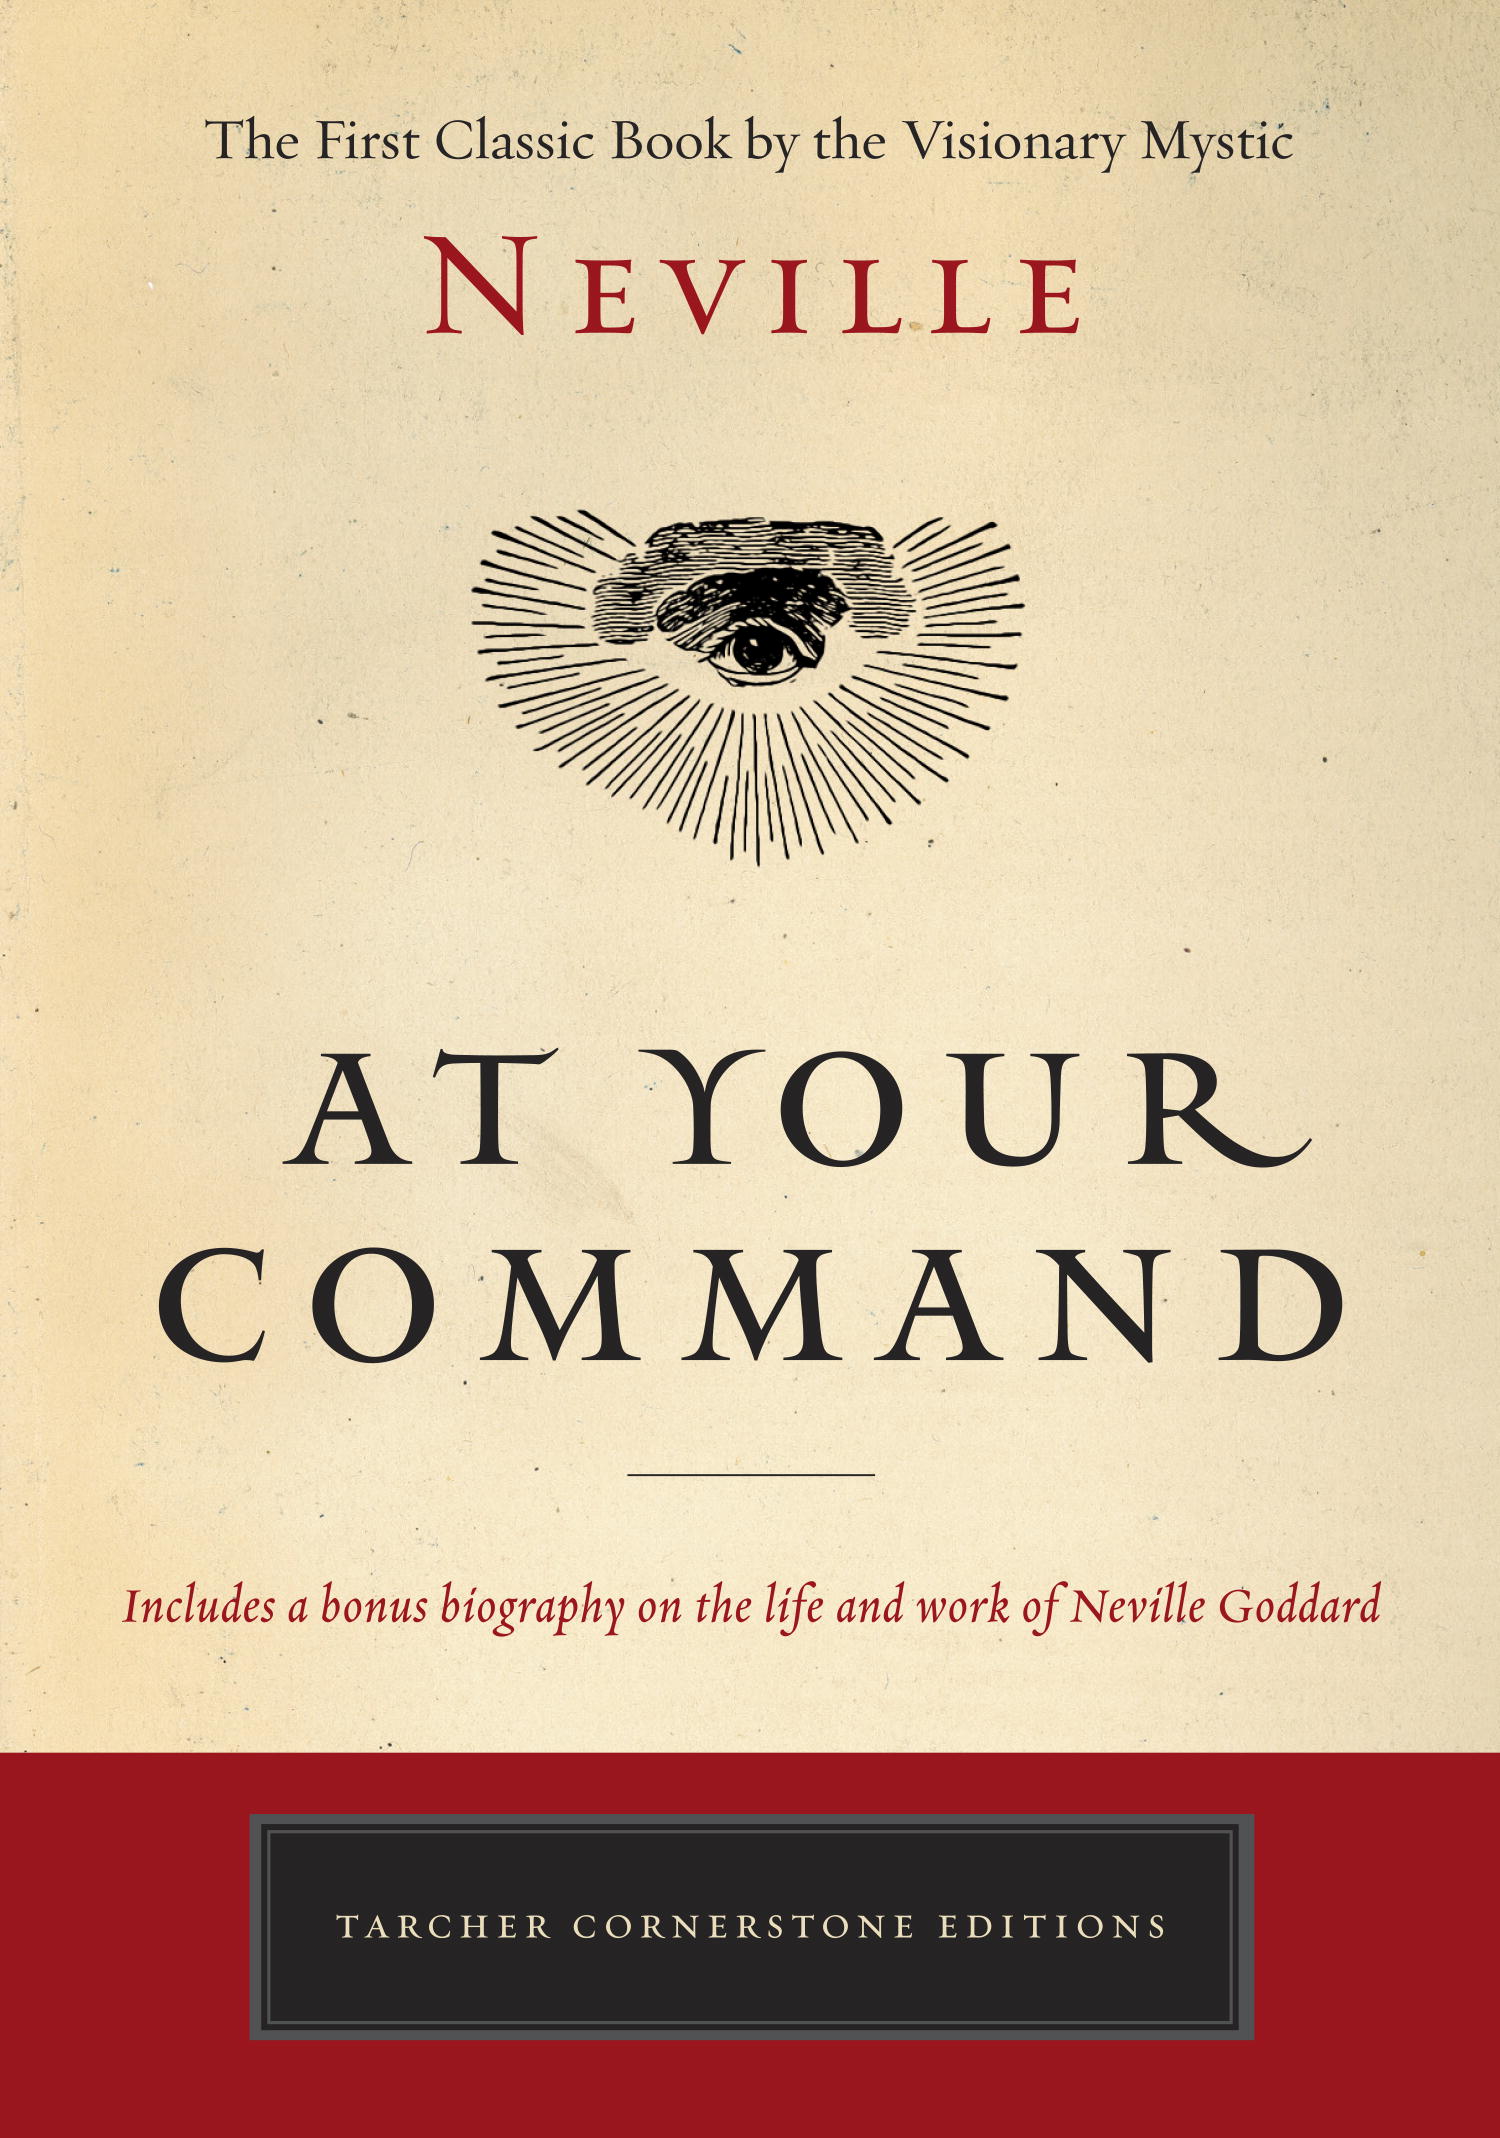 The First Classic Book by the Visionary Mystic
NEVILLE
AT YOUR
COMMAND
Includes a bonus biography on the life and work of Neville Goddard
TARCHER CORNERSTONE EDITIONS